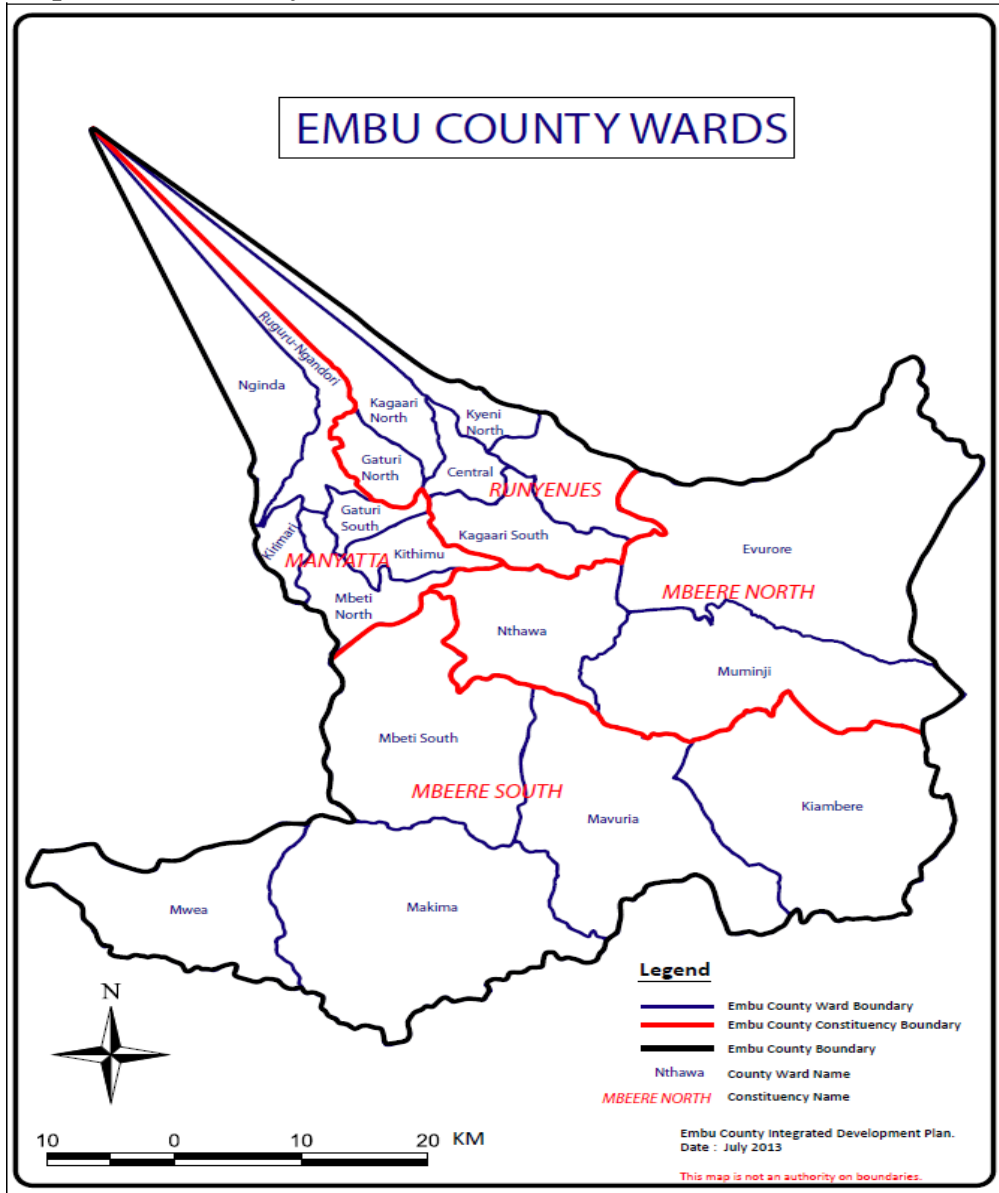 EMBU COUNTY WARDS
Ruguru-Ngandori
Nginda
Kagaari
North
Kyeni
North
Gaturi
North
Central
RUNYENJES
Gaturi
South
Kagaari South
Kirimari
MANYATTA
Kithimu
Evurore
MBEERE NORTH
Mbeti
North
Nthawa
Muminji
Mbeti South
MBEERE SOUTH
Mavuria
Kiambere
Mwea
Makima
Legend
Embu County Ward Boundary
Embu County Constituency Boundary
Embu County Boundary
Nthawa County Ward Name
MBEERE NORTH Constituency Name
N
10 0 10 20 KM
Embu County Integrated Development Plan.
Date : July 2013
This map is not an authority on boundaries.